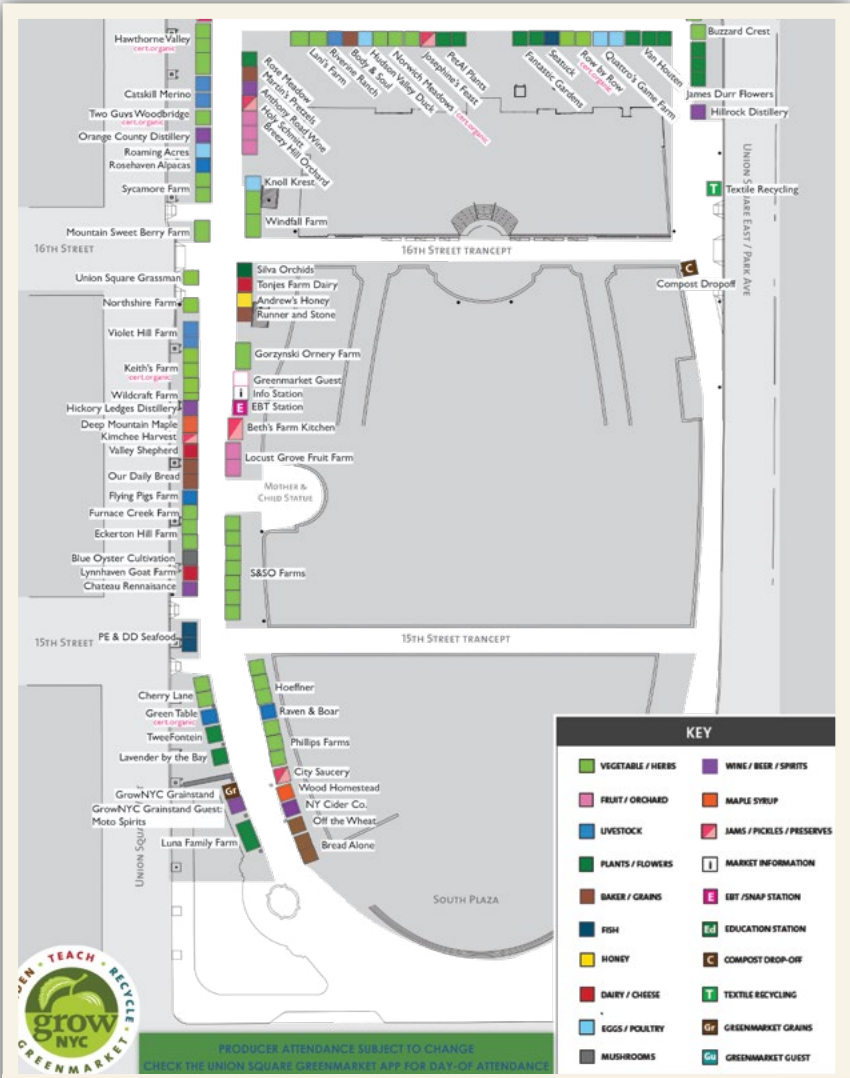 Hawthorne Valley
cert.organic
Catskill Merino
Two Guys Woodbridge
cert.organic
Orange County Distillery
Roaming Acres
Rosehaven Alpacas
Sycamore Farm
Mountain Sweet Berry Farm
16th Street
Union Square Grassman
Northshire Farm
Violet Hill Farm
Keith's Farm
cert.organic
Wildcraft Farm
Hickory Ledges Distillery
Deep Mountain Maple
Kimchee Harvest
Valley Shepherd
Our Daily Bread
Flying Pigs Farm
Furnace Creek Farm
Eckerton Hill Farm
Blue Oyster Cultivation
Lynnhaven Goat Farm
Chateau Rennaisance
15th Street
PE & DD Seafood
Cherry Lane
Green Table
cert.organic
TweeFontein
Lavender by the Bay
Gr
GrowNYC Grainstand
GrowNYC Grainstand Guest:
Moto Spirits
Luna Family Farm
Rose Meadow
Martin's Pretzels
Anthony Road Wine
Holy Schmitt
Breezy Hill Orchard
Knoll Krest
Windfall Farm
Lani's Farm
Riverine Ranch
Body & Soul
Hudson Valley Duck
Norwich Meadows cert.organic
Josephine's Feast
PetAl Plants
Fantastic Gardens
Seatuck
Row by Row
cert.organic
Quattro's Game Farm
Van Houten
Buzzard Crest
James Durr Flowers
Hillrock Distillery
Union Square East / Park Ave
T
Textile Recycling
16th Street trancept
C
Compost Dropoff
Silva Orchids
Tonjes Farm Dairy
Andrew's Honey
Runner and Stone
Gorzynski Ornery Farm
Greenmarket Guest
i Info Station
E EBT Station
Beth's Farm Kitchen
Locust Grove Fruit Farm
Mother &
Child Statue
S&SO Farms
15th Street trancept
Hoeffner
Raven & Boar
Phillips Farms
City Saucery
Wood Homestead
NY Cider Co.
Off the Wheat
Bread Alone
South Plaza
KEY
VEGETABLE / HERBS
FRUIT / ORCHARD
LIVESTOCK
PLANTS / FLOWERS
BAKER / GRAINS
FISH
HONEY
DAIRY / CHEESE
EGGS / POULTRY
MUSHROOMS
WINE / BEER / SPIRITS
MAPLE SYRUP
JAMS / PICKLES / PRESERVES
i MARKET INFORMATION
E EBT /SNAP STATION
Ed EDUCATION STATION
C COMPOST DROP-OFF
T TEXTILE RECYCLING
Gr GREENMARKET GRAINS
Gu GREENMARKET GUEST
TEACH • RECYCLE
grow
NYC
GREENMARKET
PRODUCER ATTENDANCE SUBJECT TO CHANGE
CHECK THE UNION SQUARE GREENMARKET APP FOR DAY-OF ATTENDANCE